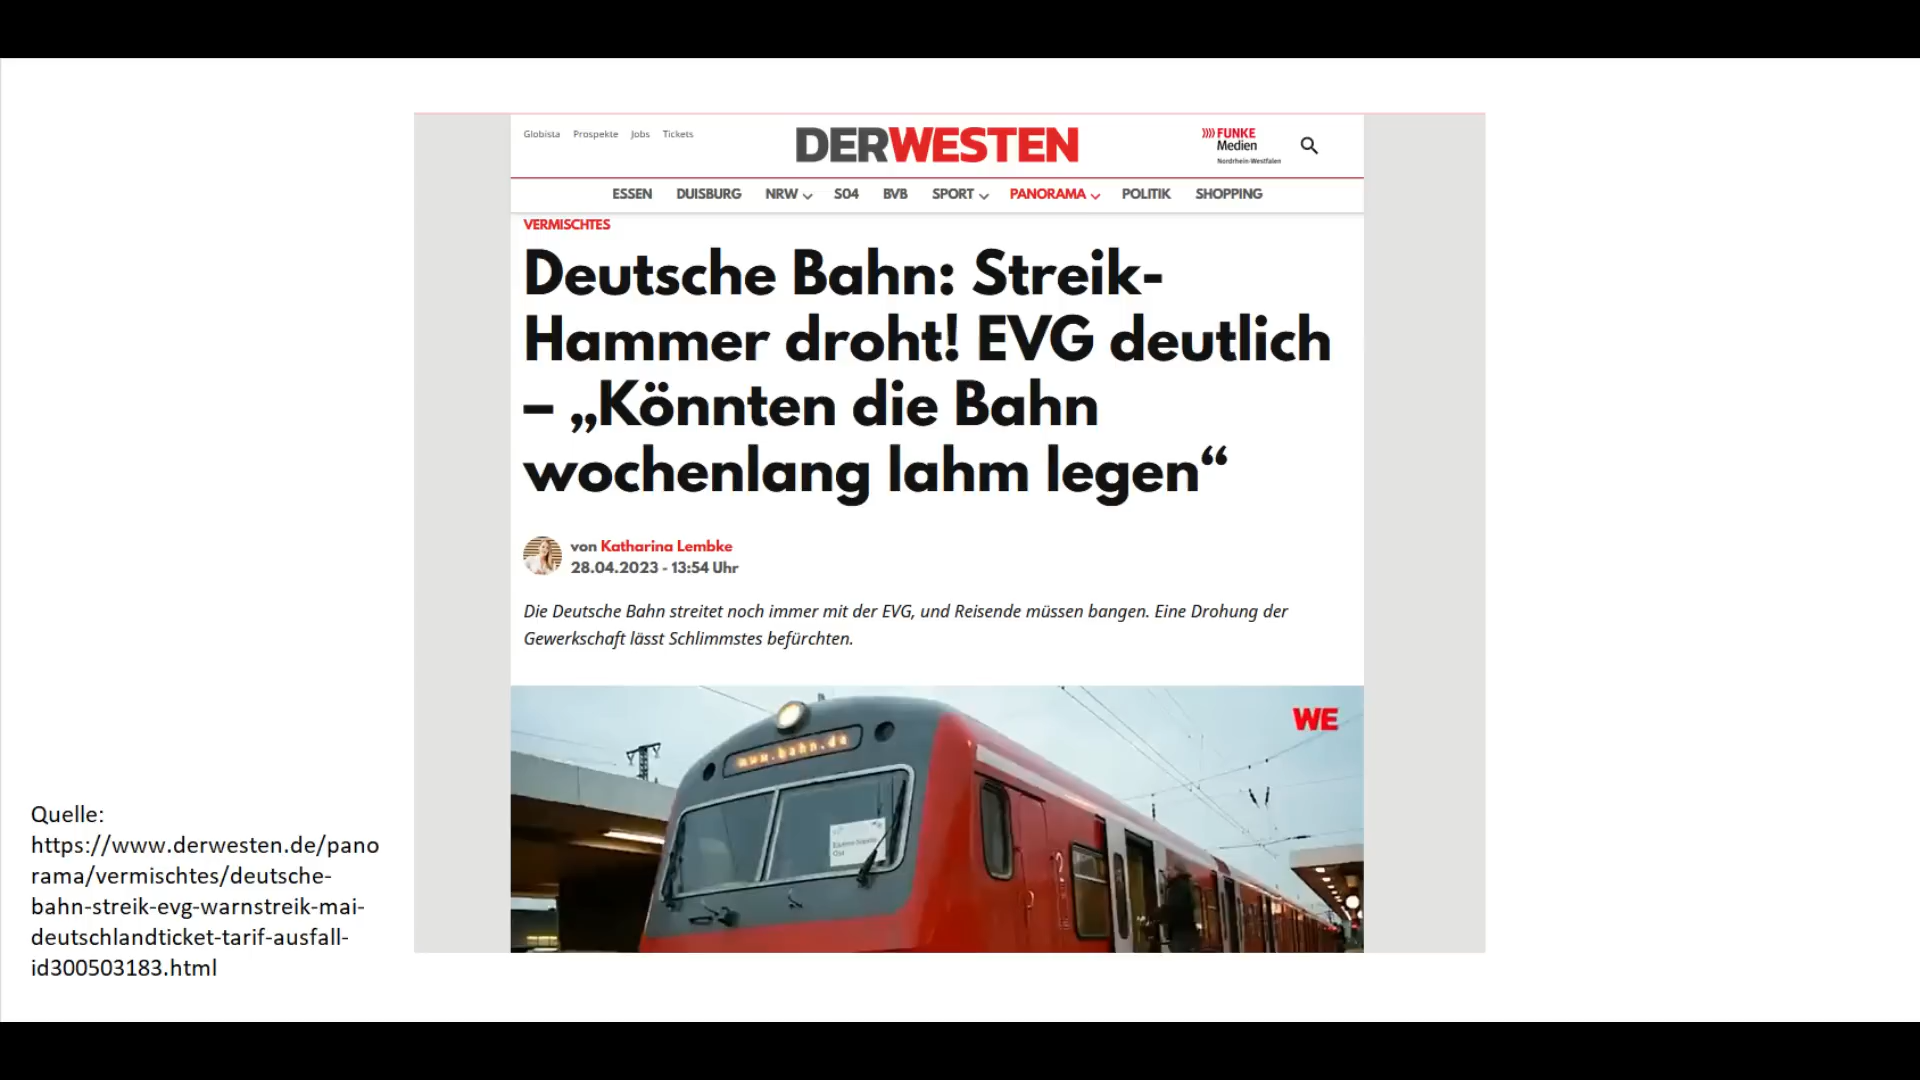 Globista Prospekte Jobs Tickets
DERWESTEN
FUNKE
Medien
Nordrhein-Westfalen
ESSEN DUISBURG NRW S04 BVB SPORT PANORAMA POLITIK SHOPPING
VERMISCHTES
Deutsche Bahn: Streik-
Hammer droht! EVG deutlich
– „Könnten die Bahn
wochenlang lahm legen“
von Katharina Lembke
28.04.2023 - 13:54 Uhr
Die Deutsche Bahn streitet noch immer mit der EVG, und Reisende müssen bangen. Eine Drohung der
Gewerkschaft lässt Schlimmstes befürchten.
WE
www.bahn.de
2
Quelle:
https://www.derwesten.de/pano
rama/vermischtes/deutsche-
bahn-streik-evg-warnstreik-mai-
deutschlandticket-tarif-ausfall-
id300503183.html